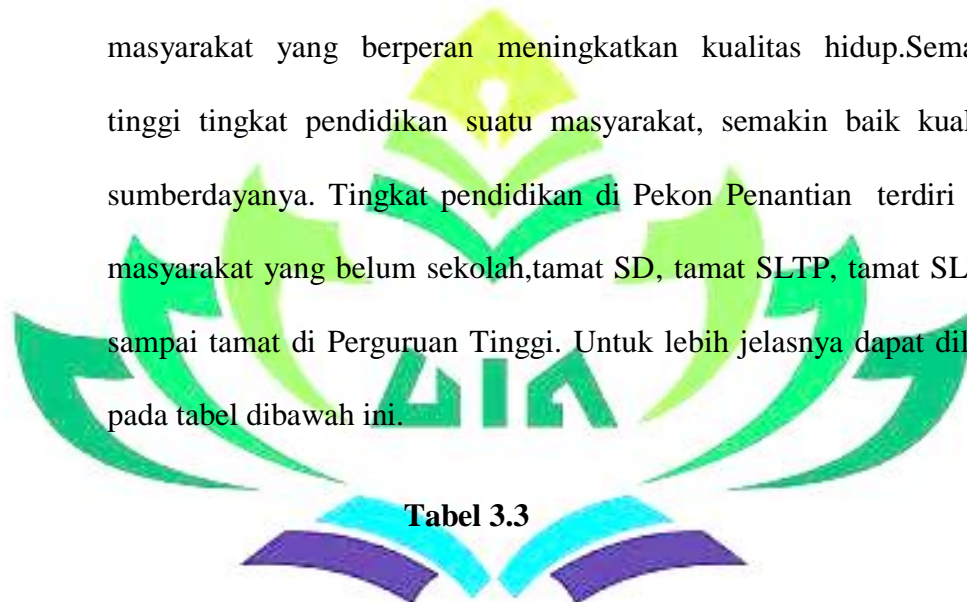 masyarakat yang berperan meningkatkan kualitas hidup.Sema
tinggi tingkat pendidikan suatu masyarakat, semakin baik kual
sumberdayanya. Tingkat pendidikan di Pekon Penantian terdiri
masyarakat yang belum sekolah,tamat SD, tamat SLTP, tamat SL
sampai tamat di Perguruan Tinggi. Untuk lebih jelasnya dapat dil
pada tabel dibawah ini.
UIN
Tabel 3.3